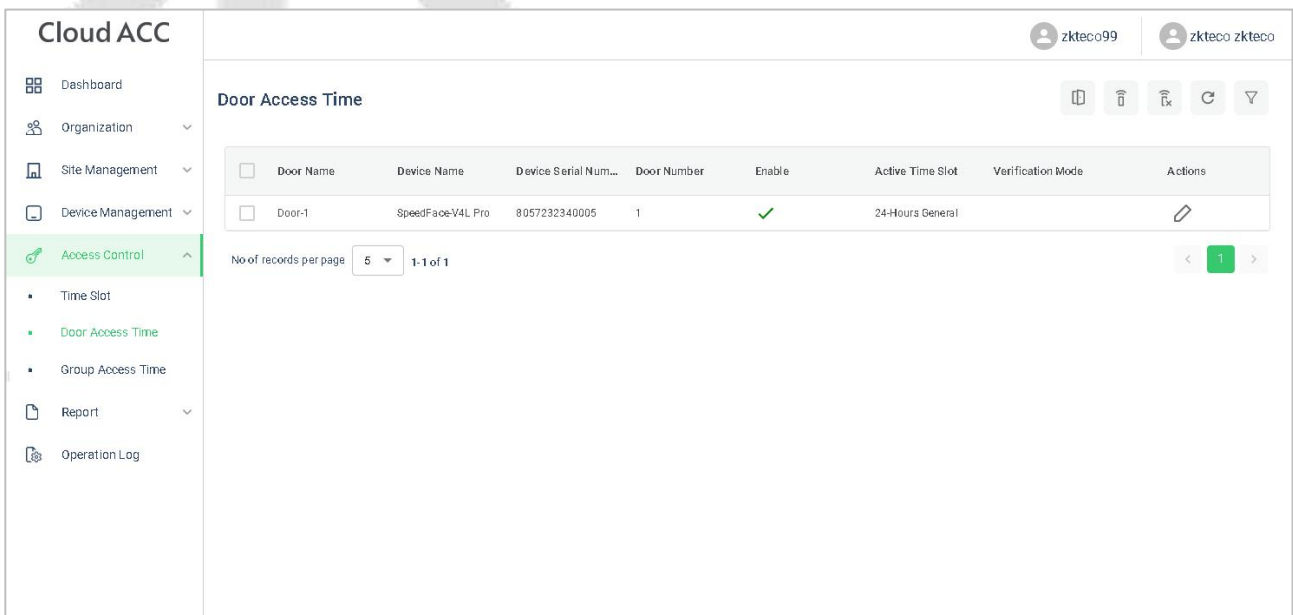 Cloud ACC
zkteco99
zkteco zkteco
Dashboard
Organization
Site Management
Device Management
Access Control
Time Slot
Door Access Time
Group Access Time
Report
Operation Log
Door Access Time
Door Name Device Name Device Serial Num... Door Number Enable Active Time Slot Verification Mode Actions
Door-1 SpeedFace-V4L Pro 8057232340005 1 24-Hours General
No of records per page 5 1-1 of 1 < 1 >